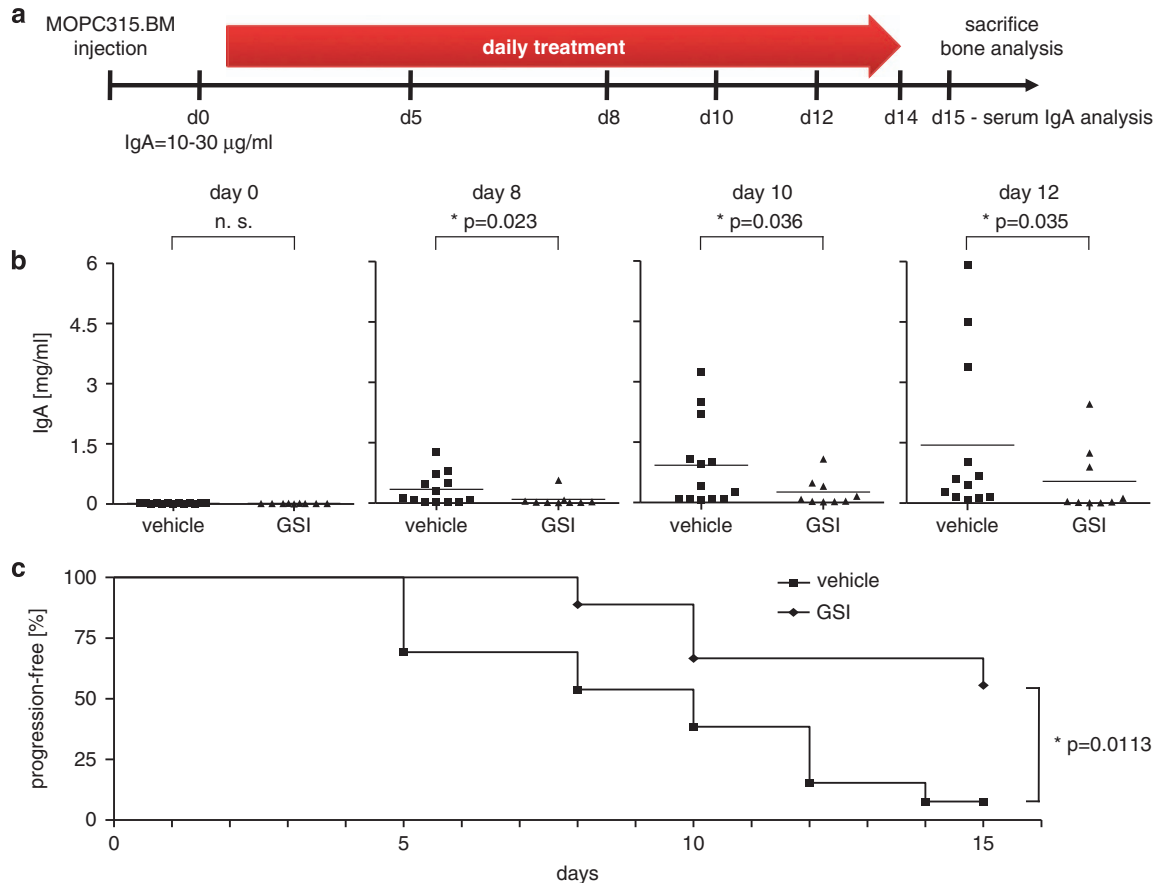 a
MOPC315.BM
injection
daily treatment
sacrifice
bone analysis
d0 d5 d8 d10 d12 d14 d15 - serum IgA analysis
IgA=10-30 μg/ml
day 0 day 8 day 10 day 12
n. s. * p=0.023 * p=0.036 * p=0.035
b
IgA [mg/ml]
6
4.5
3
1.5
0
vehicle GSI vehicle GSI vehicle GSI vehicle GSI
c
progression-free [%]
100
75
50
25
0
vehicle
GSI
* p=0.0113
0 5 10 15
days